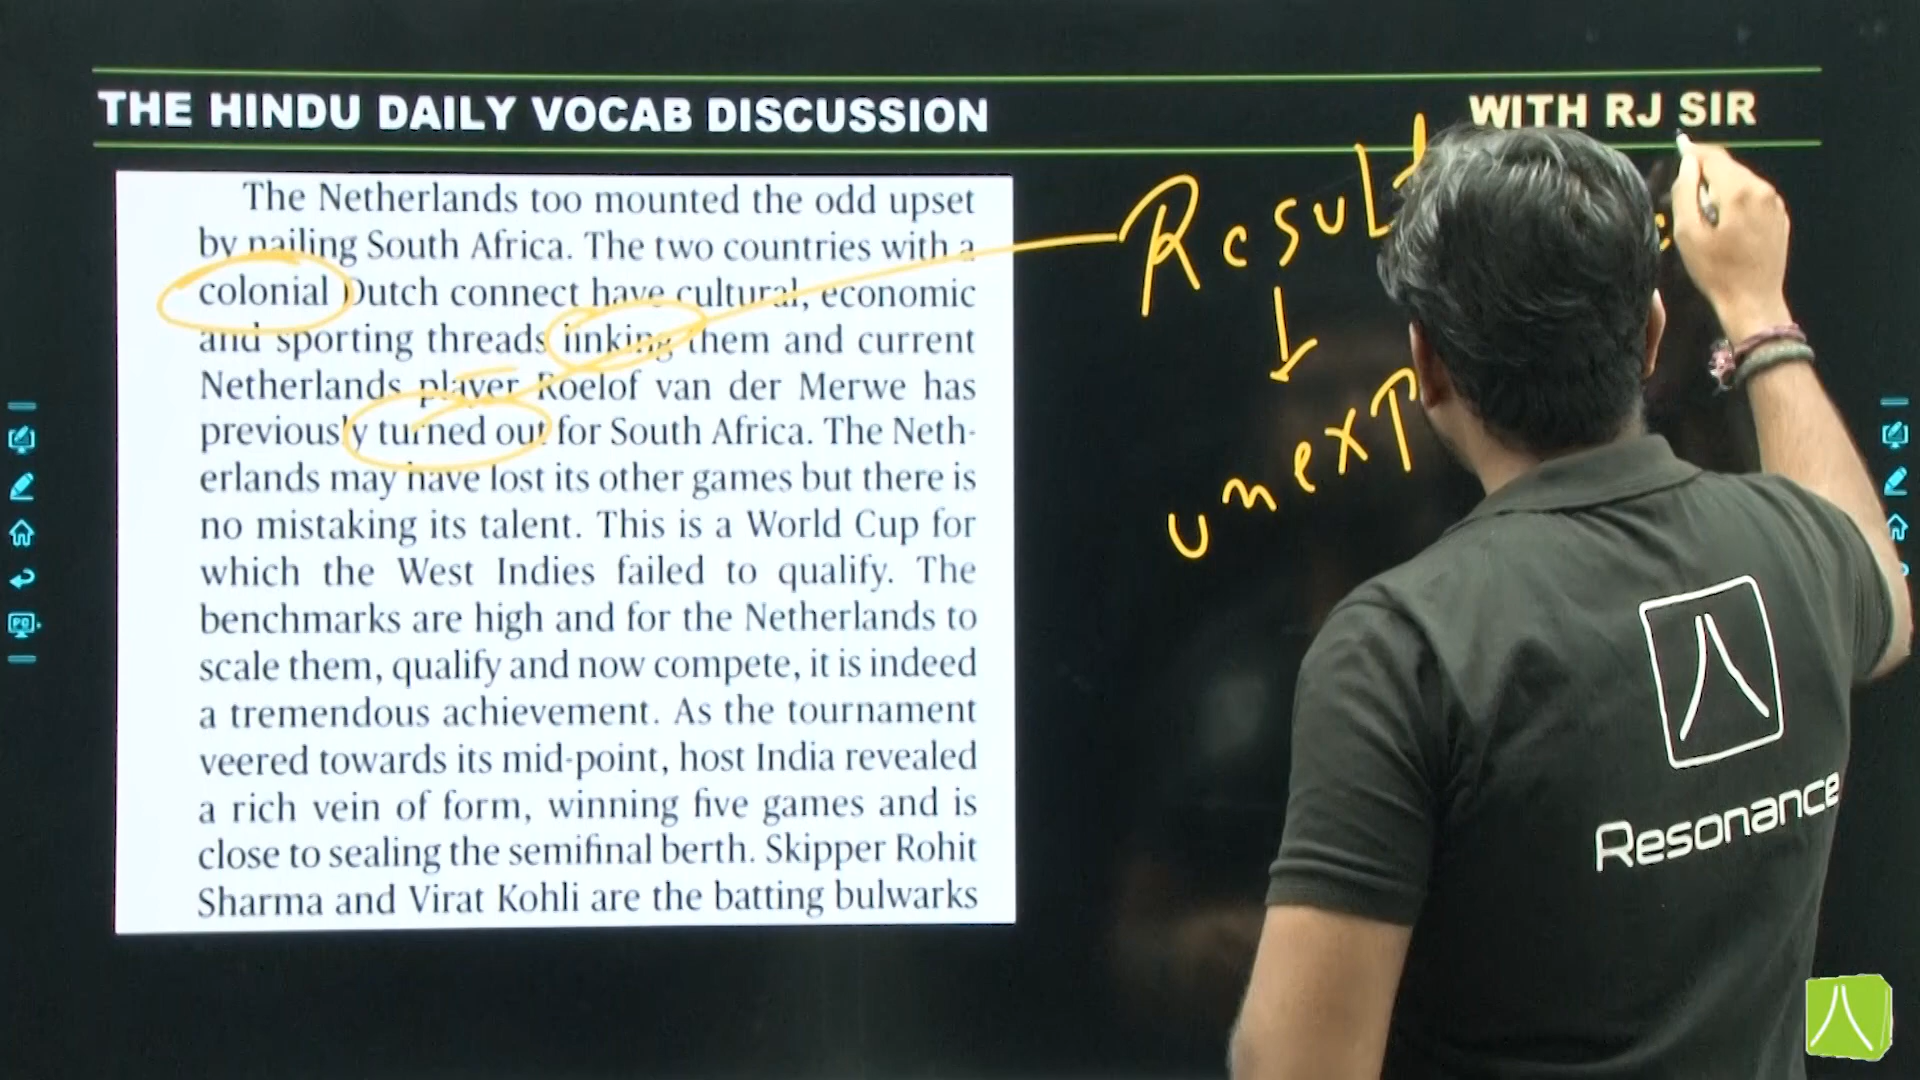 THE HINDU DAILY VOCAB DISCUSSION
WITH RJ SIR
The Netherlands too mounted the odd upset
by nailing South Africa. The two countries with a
colonial Dutch connect have cultural, economic
and sporting threads linking them and current
Netherlands player Roelof van der Merwe has
previously turned out for South Africa. The Neth-
erlands may have lost its other games but there is
no mistaking its talent. This is a World Cup for
which the West Indies failed to qualify. The
benchmarks are high and for the Netherlands to
scale them, qualify and now compete, it is indeed
a tremendous achievement. As the tournament
veered towards its mid-point, host India revealed
a rich vein of form, winning five games and is
close to sealing the semifinal berth. Skipper Rohit
Sharma and Virat Kohli are the batting bulwarks
Result
unexp
Resonance